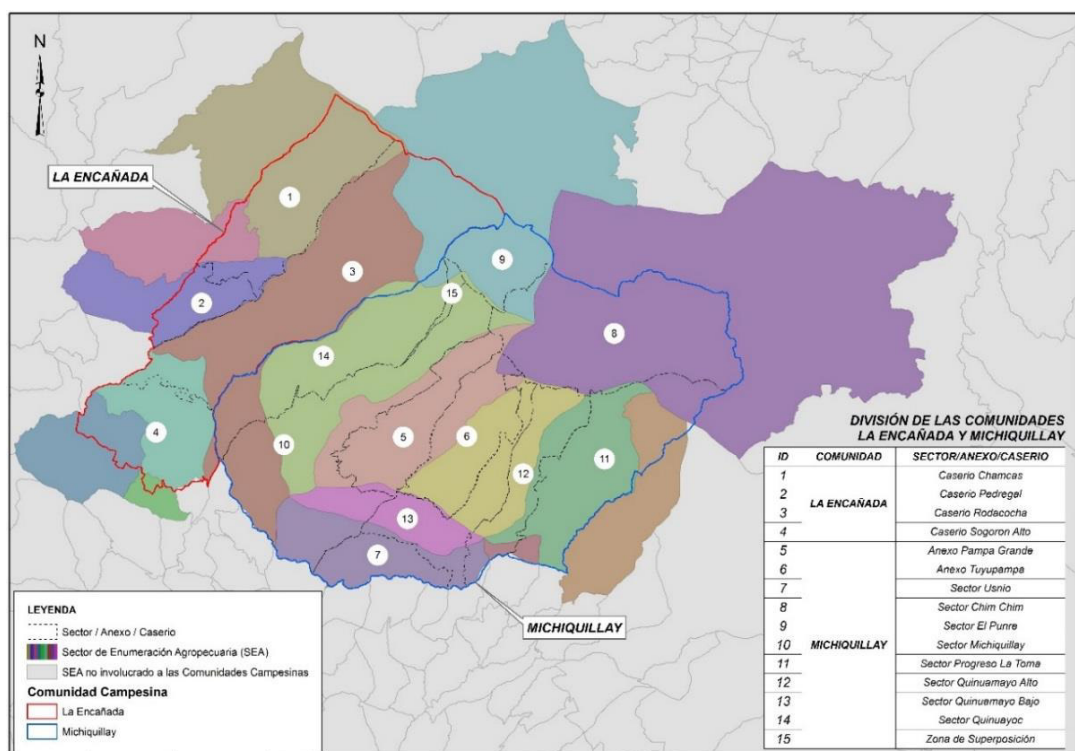 N
LA ENCAÑADA
1
9
3
2
15
8
14
4
10
5
6
11
12
13
7
MICHIQUILLAY
DIVISIÓN DE LAS COMUNIDADES
LA ENCAÑADA Y MICHIQUILLAY
ID COMUNIDAD SECTOR/ANEXO/CASERIO
1 Caserio Chamcas
2 LA ENCAÑADA Caserio Pedregal
3 Caserio Rodacocha
4 Caserio Sogoron Alto
5 Anexo Pampa Grande
6 Anexo Tuyupampa
7 Sector Usnio
8 Sector Chim Chim
9 Sector El Punre
10 MICHIQUILLAY Sector Michiquillay
11 Sector Progreso La Toma
12 Sector Quinuamayo Alto
13 Sector Quinuamayo Bajo
14 Sector Quinuayoc
15 Zona de Superposición
LEYENDA
Sector / Anexo / Caserio
Sector de Enumeración Agropecuaria (SEA)
SEA no involucrado a las Comunidades Campesinas
Comunidad Campesina
La Encañada
Michiquillay